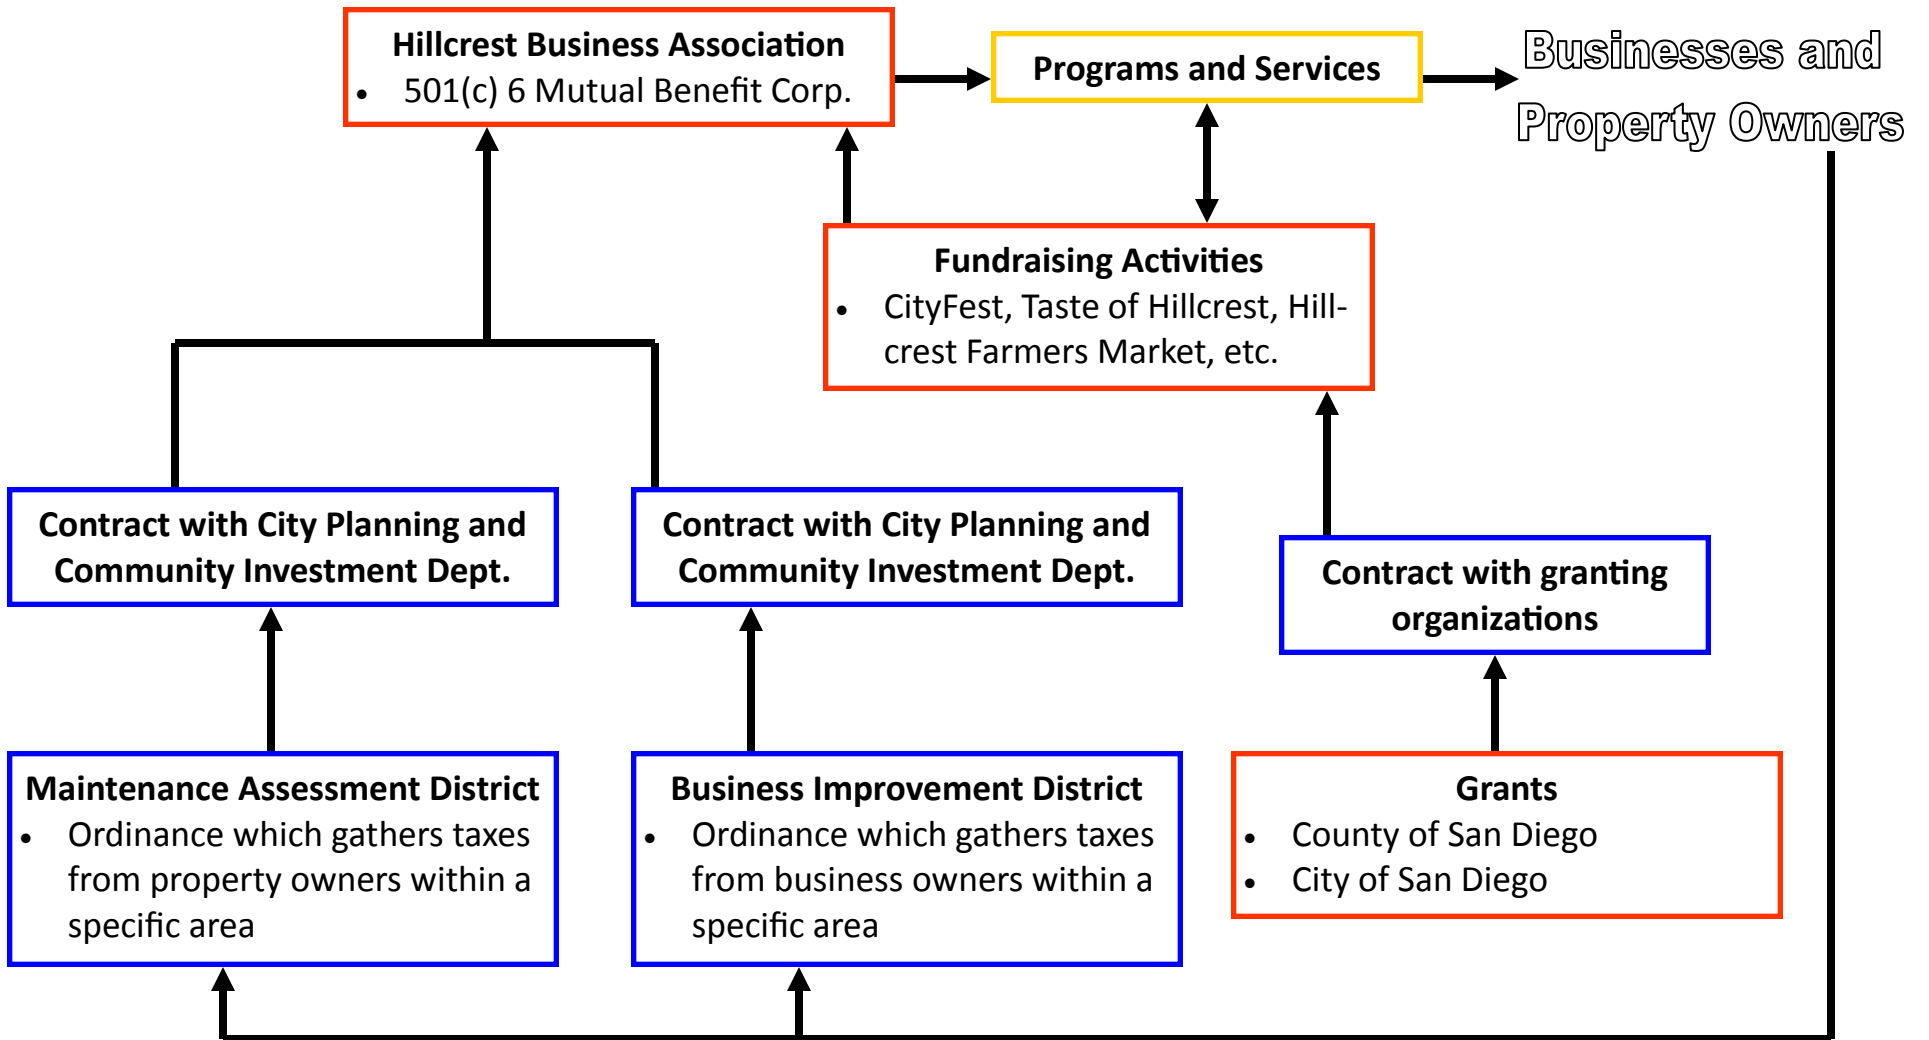 Hillcrest Business Association
• 501(c) 6 Mutual Benefit Corp.
Programs and Services
Businesses and
Property Owners
Fundraising Activities
• CityFest, Taste of Hillcrest, Hill-
crest Farmers Market, etc.
Contract with City Planning and
Community Investment Dept.
Contract with City Planning and
Community Investment Dept.
Contract with granting
organizations
Maintenance Assessment District
• Ordinance which gathers taxes
from property owners within a
specific area
Business Improvement District
• Ordinance which gathers taxes
from business owners within a
specific area
Grants
• County of San Diego
• City of San Diego